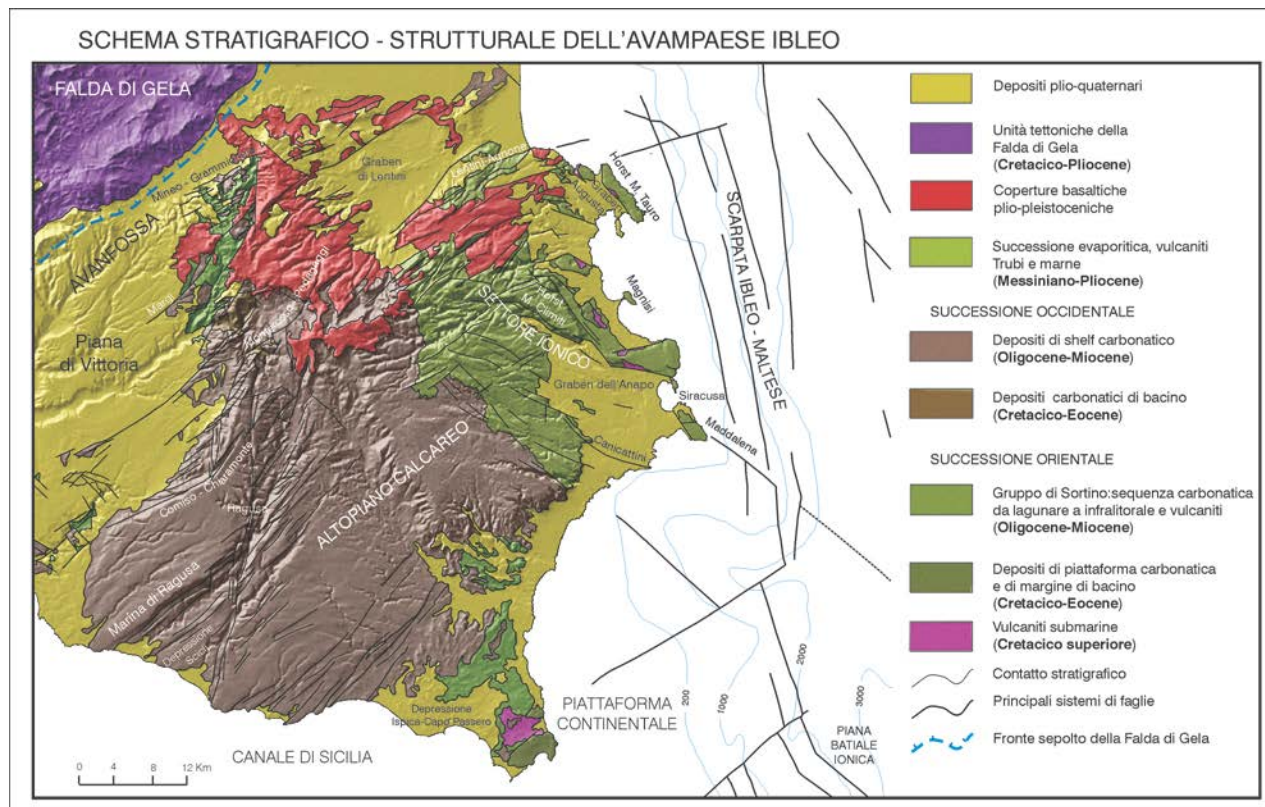 SCHEMA STRATIGRAFICO - STRUTTURALE DELL'AVAMPAESE IBLEO
FALDA DI GELA
Mineo - Grammichele
AVANFOSSA
Graben
di Lentini
Lentini-Agnone
Graben
Augusta
Horst M. Tauro
Margi
Piana
di Vittoria
SETTORE IONICO
Horst
M. Climiti
Magnisi
SCARPATA IBLEO - MALTESE
Graben dell'Anapo
Siracusa
Maddalena
Canicattini
Comiso - Chiaramonte
Ragusa
ALTOPIANO CALCAREO
Marina di Ragusa
Depressione
Scicli
Depressione
Ispica-Capo Passero
PIATTAFORMA
CONTINENTALE
CANALE DI SICILIA
200
1000
2000
3000
PIANA
BATIALE
IONICA
0 4 8 12 Km
Depositi plio-quaternari
Unità tettoniche della
Falda di Gela
(Cretacico-Pliocene)
Coperture basaltiche
plio-pleistoceniche
Successione evaporitica, vulcaniti
Trubi e marne
(Messiniano-Pliocene)
SUCCESSIONE OCCIDENTALE
Depositi di shelf carbonatico
(Oligocene-Miocene)
Depositi carbonatici di bacino
(Cretacico-Eocene)
SUCCESSIONE ORIENTALE
Gruppo di Sortino:sequenza carbonatica
da lagunare a infralitorale e vulcaniti
(Oligocene-Miocene)
Depositi di piattaforma carbonatica
e di margine di bacino
(Cretacico-Eocene)
Vulcaniti submarine
(Cretacico superiore)
Contatto stratigrafico
Principali sistemi di faglie
Fronte sepolto della Falda di Gela